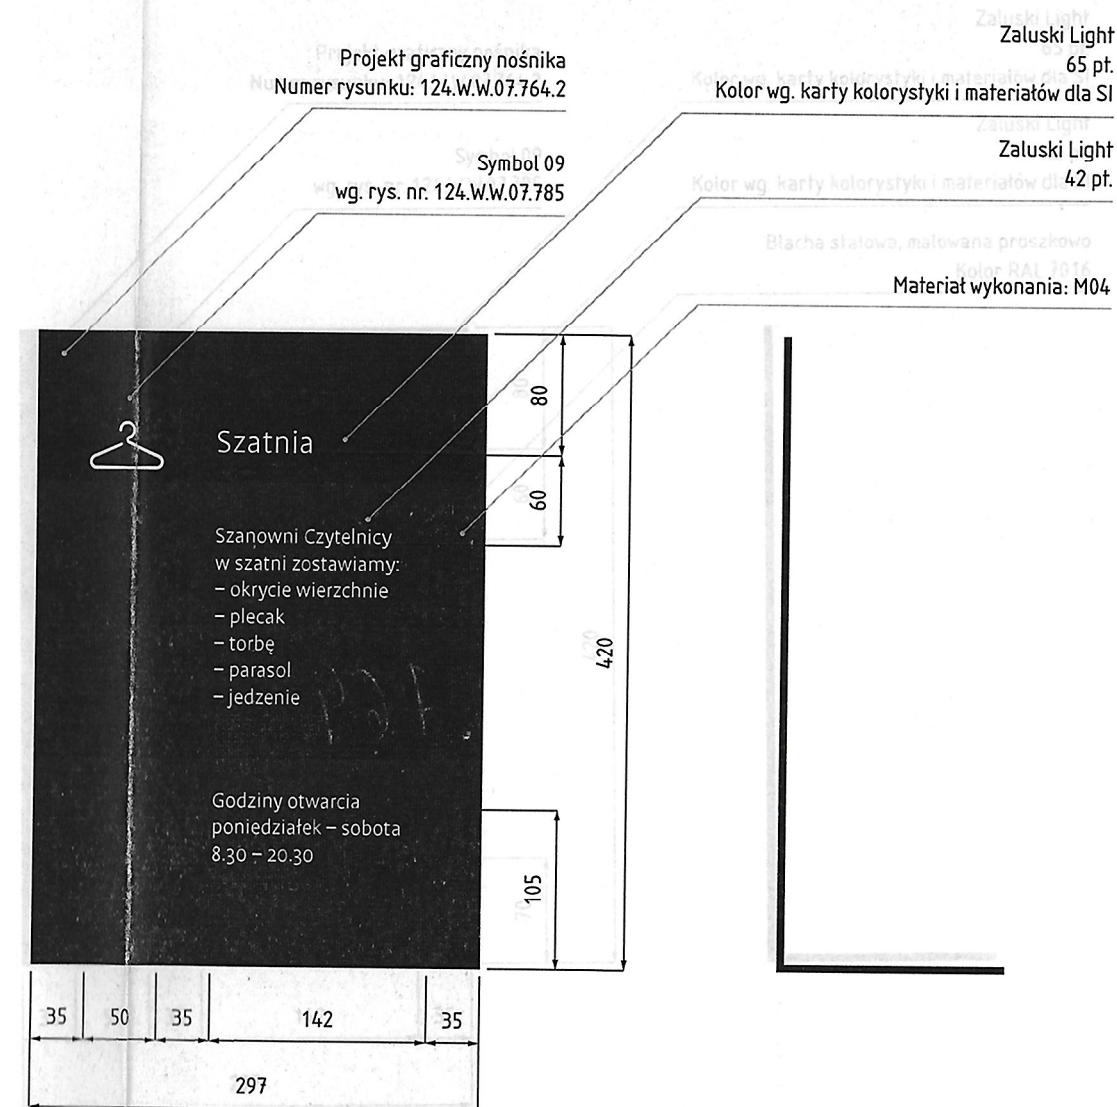 Projekt graficzny nośnika
Numer rysunku: 124.W.W.07.764.2
Symbol 09
wg. rys. nr. 124.W.W.07.785
Zaluski Light
65 pt.
Kolor wg. karty kolorystyki i materiałów dla SI
Zaluski Light
42 pt.
Blacha stalowa, malowana proszkowo
Kolor RAL 7016
Materiał wykonania: M04
Szatnia
Szanowni Czytelnicy
w szatni zostawiamy:
– okrycie wierzchnie
– plecak
– torbę
– parasol
– jedzenie
Godziny otwarcia
poniedziałek – sobota
8.30 – 20.30
80
60
420
105
35
50
35
142
35
297